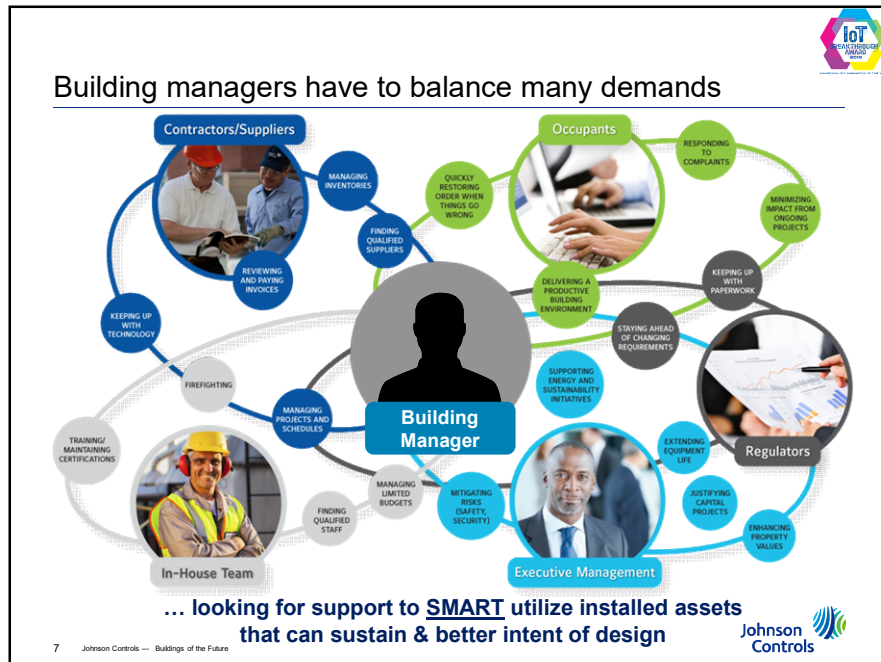 IoT
BREAKTHROUGH
AWARD
2019
Building managers have to balance many demands
Contractors/Suppliers
MANAGING
INVENTORIES
FINDING
QUALIFIED
SUPPLIERS
REVIEWING
AND PAYING
INVOICES
KEEPING UP
WITH
TECHNOLOGY
MANAGING
PROJECTS AND
SCHEDULES
Occupants
QUICKLY
RESTORING
ORDER WHEN
THINGS GO
WRONG
RESPONDING
TO
COMPLAINTS
MINIMIZING
IMPACT FROM
ONGOING
PROJECTS
DELIVERING A
PRODUCTIVE
BUILDING
ENVIRONMENT
KEEPING UP
WITH
PAPERWORK
STAYING AHEAD
OF CHANGING
REQUIREMENTS
Regulators
Building
Manager
FIREFIGHTING
TRAINING/
MAINTAINING
CERTIFICATIONS
FINDING
QUALIFIED
STAFF
MANAGING
LIMITED
BUDGETS
In-House Team
SUPPORTING
ENERGY AND
SUSTAINABILITY
INITIATIVES
EXTENDING
EQUIPMENT
LIFE
MITIGATING
RISKS
(SAFETY,
SECURITY)
JUSTIFYING
CAPITAL
PROJECTS
ENHANCING
PROPERTY
VALUES
Executive Management
… looking for support to SMART utilize installed assets
that can sustain & better intent of design
7 Johnson Controls — Buildings of the Future
Johnson
Controls